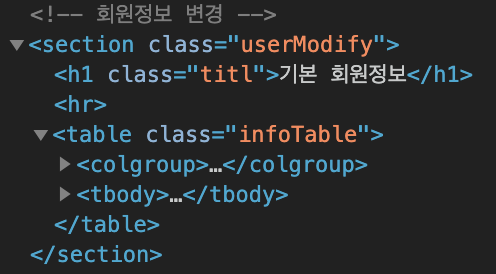 <!-- 회원정보 변경 -->
▼<section class="userModify">
<h1 class="titl">기본 회원정보</h1>
<hr>
▼<table class="infoTable">
▶<colgroup>…</colgroup>
▶<tbody>…</tbody>
</table>
</section>